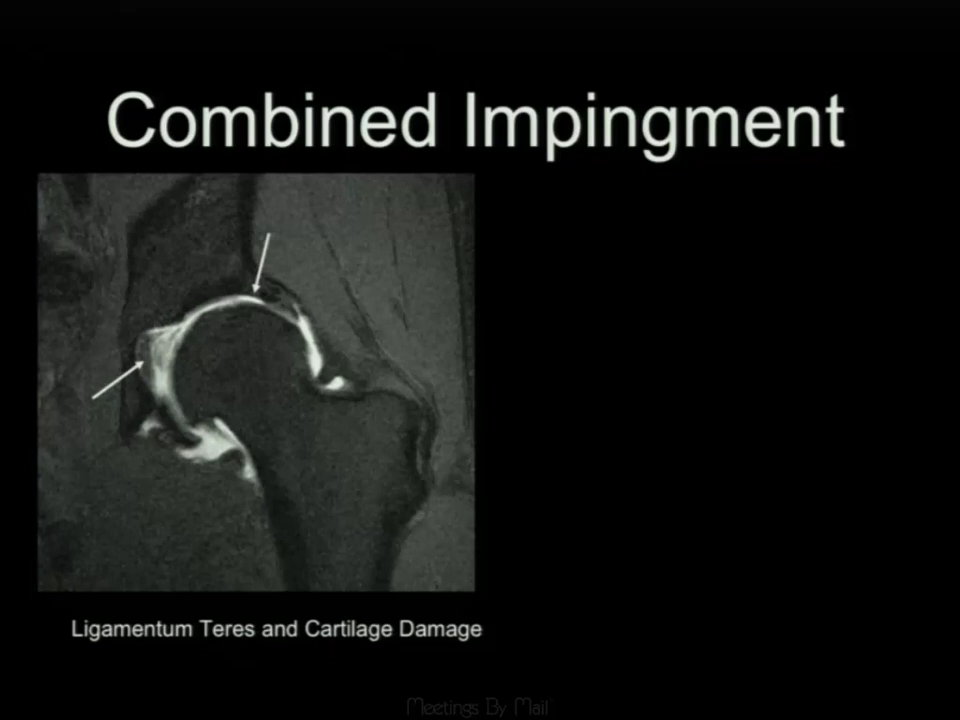 Combined Impingment
Ligamentum Teres and Cartilage Damage
Meetings By Mail